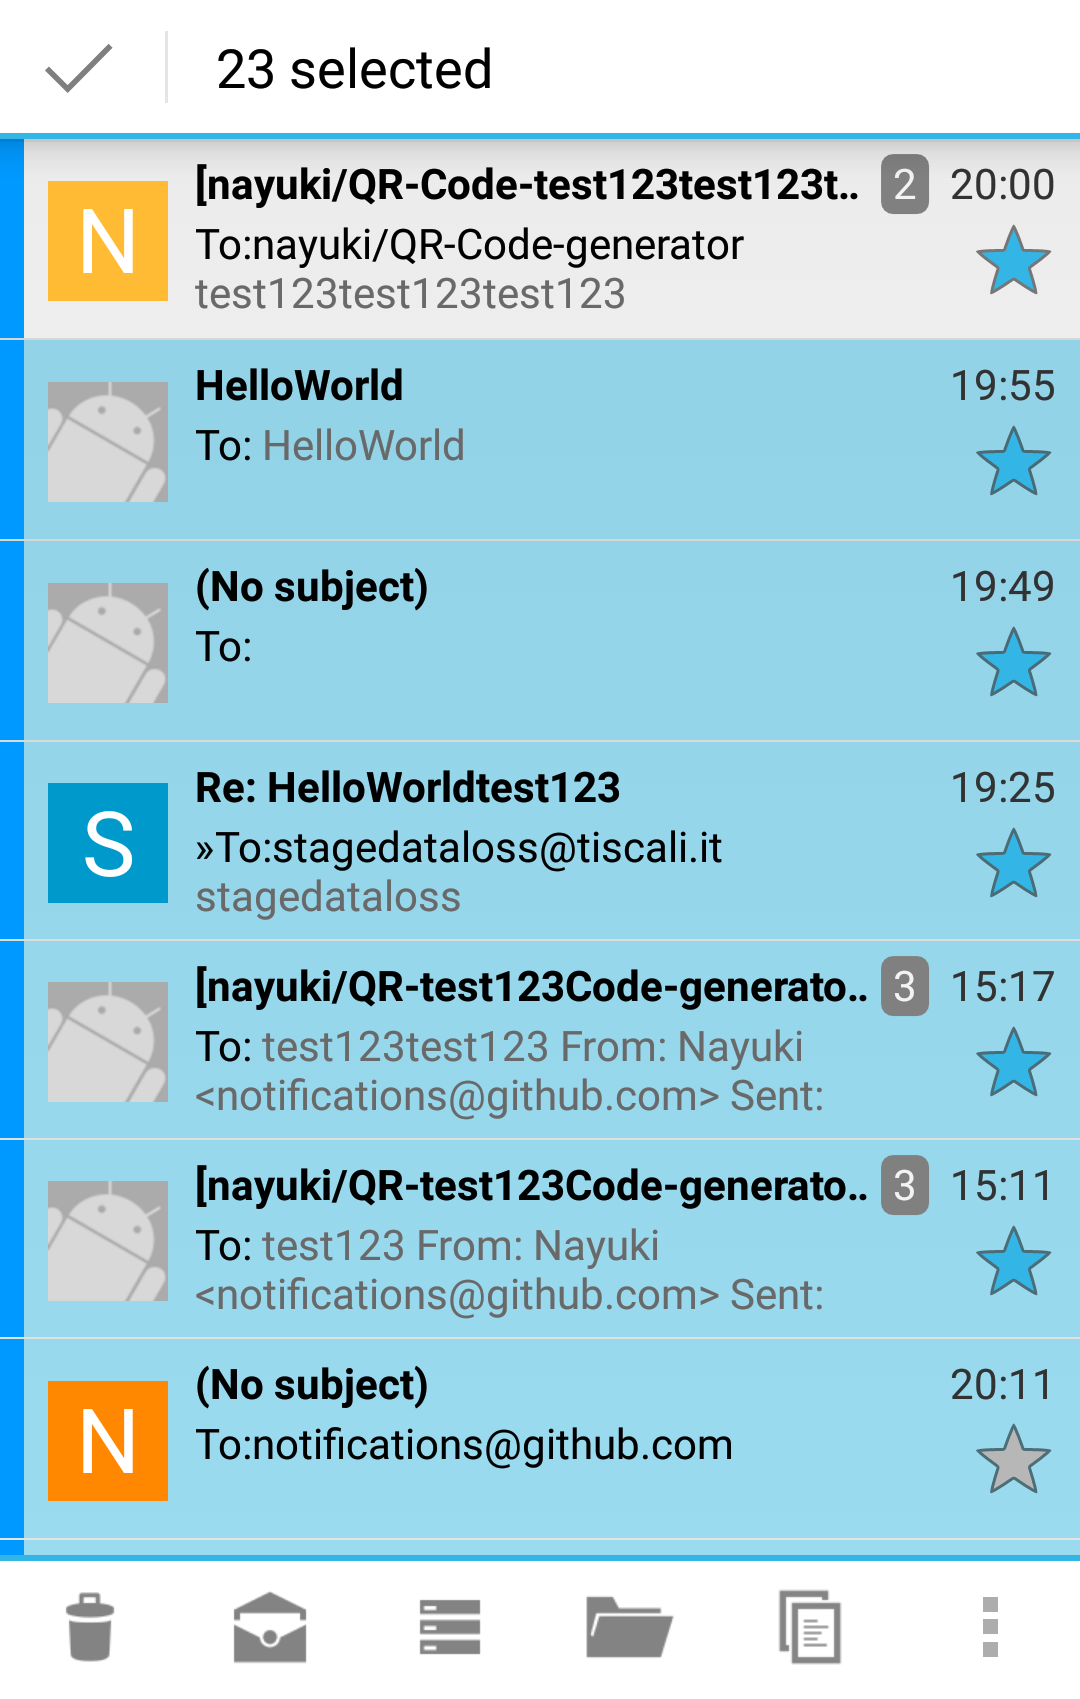 23 selected
[nayuki/QR-Code-test123test123t.. 2 20:00
N
To:nayuki/QR-Code-generator
test123test123test123
HelloWorld 19:55
To: HelloWorld
(No subject) 19:49
To:
Re: HelloWorldtest123 19:25
S
»To:stagedataloss@tiscali.it
stagedataloss
[nayuki/QR-test123Code-generato.. 3 15:17
To: test123test123 From: Nayuki
<notifications@github.com> Sent:
[nayuki/QR-test123Code-generato.. 3 15:11
To: test123 From: Nayuki
<notifications@github.com> Sent:
(No subject) 20:11
N
To:notifications@github.com